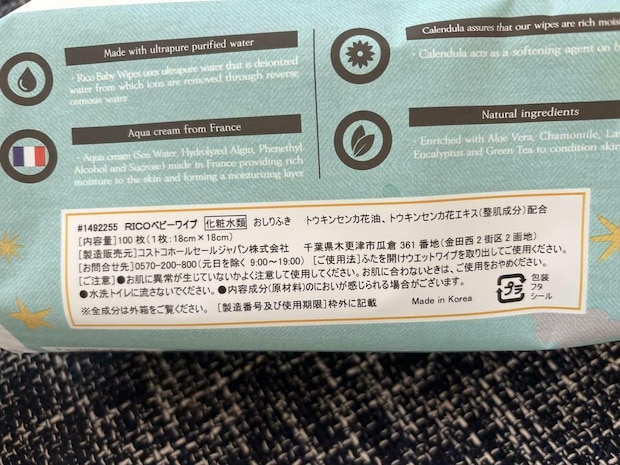 Made with ultrapure purified water
· Rico Baby Wipes uses ultrapure water that is deionized
water from which ions are removed through reverse
osmosis water
Aqua cream from France
· Aqua cream (Sea Water, Hydrolyzed Algin, Phenethyl
Alcohol and Sucrose) made in France providing rich
moisture to the skin and forming a moisturizing layer
Calendula assures that our wipes are rich
· Calendula acts as a softening agent on
Natural ingredients
· Enriched with Aloe Vera, Chamomile,
Eucalyptus and Green Tea to condition
#1492255 RICOベビーワイプ 化粧水類 おしりふき トウキンセンカ花油、トウキンセンカ花エキス(整肌成分)配合
[内容量]100枚(1枚:18cm×18cm)
[製造販売元]コストコホールセールジャパン株式会社 千葉県木更津市瓜倉361番地(金田西2街区2画地)
[お問合せ先]0570-200-800(元日を除く9:00〜19:00) [ご使用法]ふたを開けウエットワイプを取り出してご使用ください。
[ご注意]●お肌に異常が生じていないかよく注意して使用してください。お肌に合わないときは、ご使用をおやめください。
●水洗トイレに流さないでください。●内容成分(原材料)のにおいが感じられる場合がございます。
※全成分は外箱をご覧ください。 [製造番号及び使用期限]枠外に記載
Made in Korea
プラ
包装
フタ
シール